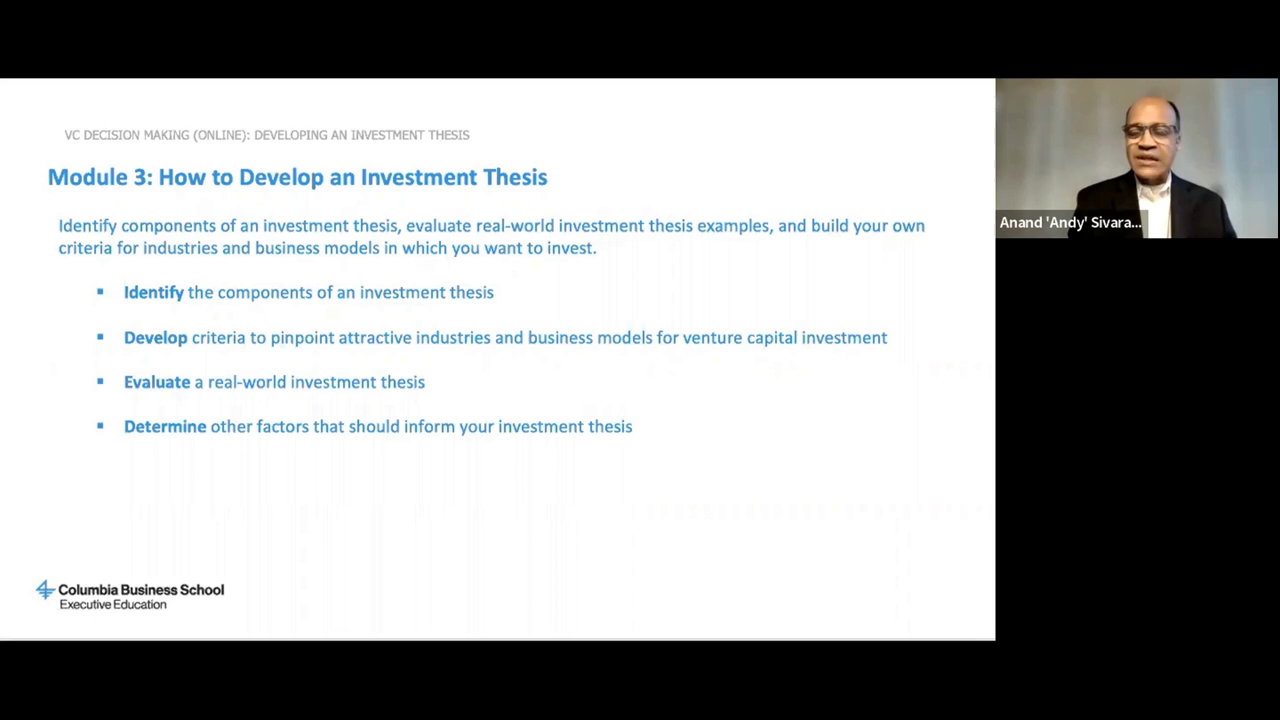 VC DECISION MAKING (ONLINE): DEVELOPING AN INVESTMENT THESIS
Module 3: How to Develop an Investment Thesis
Identify components of an investment thesis, evaluate real-world investment thesis examples, and build your own
criteria for industries and business models in which you want to invest.
▪ Identify the components of an investment thesis
▪ Develop criteria to pinpoint attractive industries and business models for venture capital investment
▪ Evaluate a real-world investment thesis
▪ Determine other factors that should inform your investment thesis
Columbia Business School
Executive Education
Anand 'Andy' Sivara...